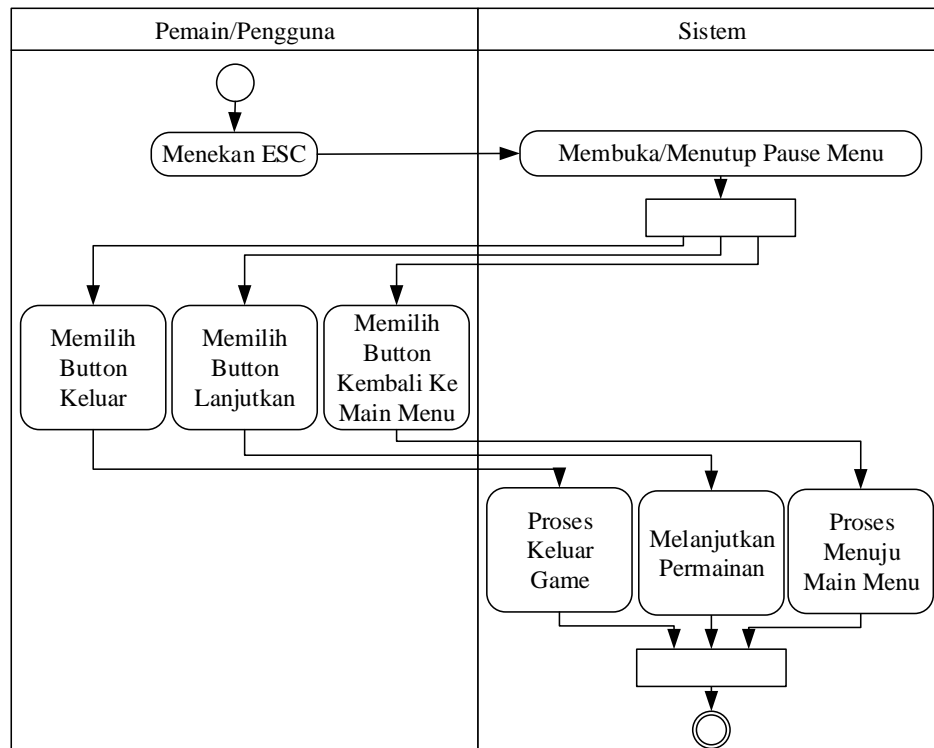 Pemain/Pengguna
Sistem
Menekan ESC
Membuka/Menutup Pause Menu
Memilih
Button
Keluar
Memilih
Button
Lanjutkan
Memilih
Button
Kembali Ke
Main Menu
Proses
Keluar
Game
Melanjutkan
Permainan
Proses
Menuju
Main Menu